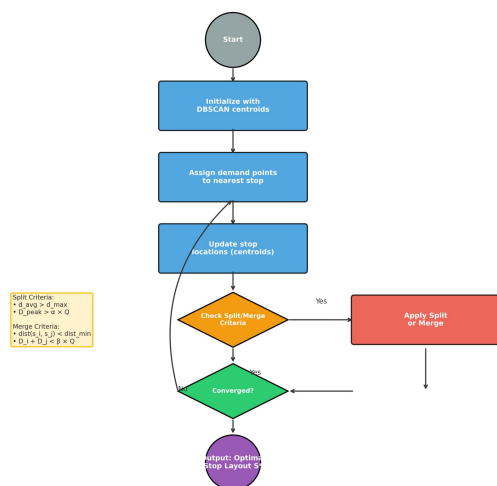 Start
Initialize with
DBSCAN centroids
Assign demand points
to nearest stop
Update stop
locations (centroids)
Split Criteria:
• d_avg > d_max
• D_peak > α × Q
Merge Criteria:
• dist(s_i, s_j) < dist_min
• D_i + D_j < β × Q
Check Split/Merge
Criteria
Yes
Apply Split
or Merge
Yes
Converged?
No
Output: Optima
Stop Layout S*